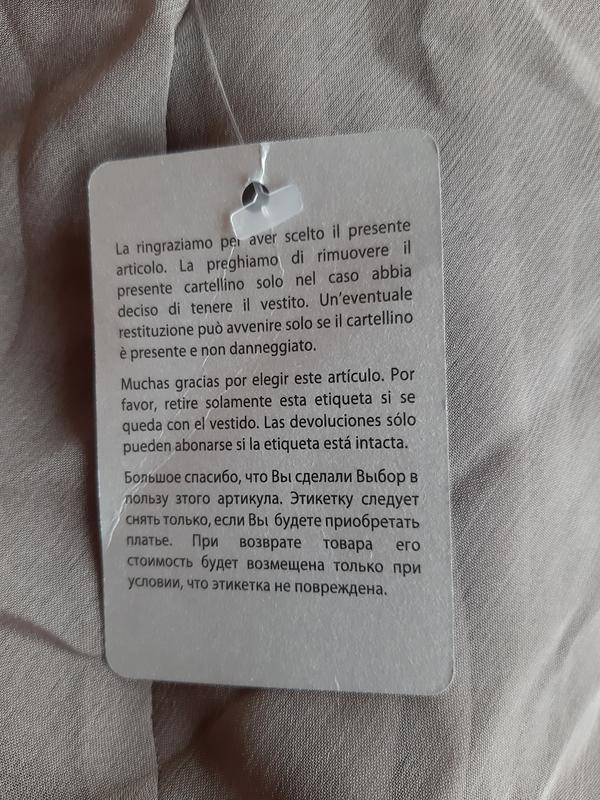 La ringraziamo per aver scelto il presente
articolo. La preghiamo di rimuovere il
presente cartellino solo nel caso abbia
deciso di tenere il vestito. Un'eventuale
restituzione può avvenire solo se il cartellino
è presente e non danneggiato.
Muchas gracias por elegir este artículo. Por
favor, retire solamente esta etiqueta si se
queda con el vestido. Las devoluciones sólo
pueden abonarse si la etiqueta está intacta.
Большое спасибо, что Вы сделали Выбор в
пользу зтого артикула. Этикетку следует
снять только, если Вы будете приобретать
платье. При возврате товара его
стоимость будет возмещена только при
условии, что этикетка не повреждена.